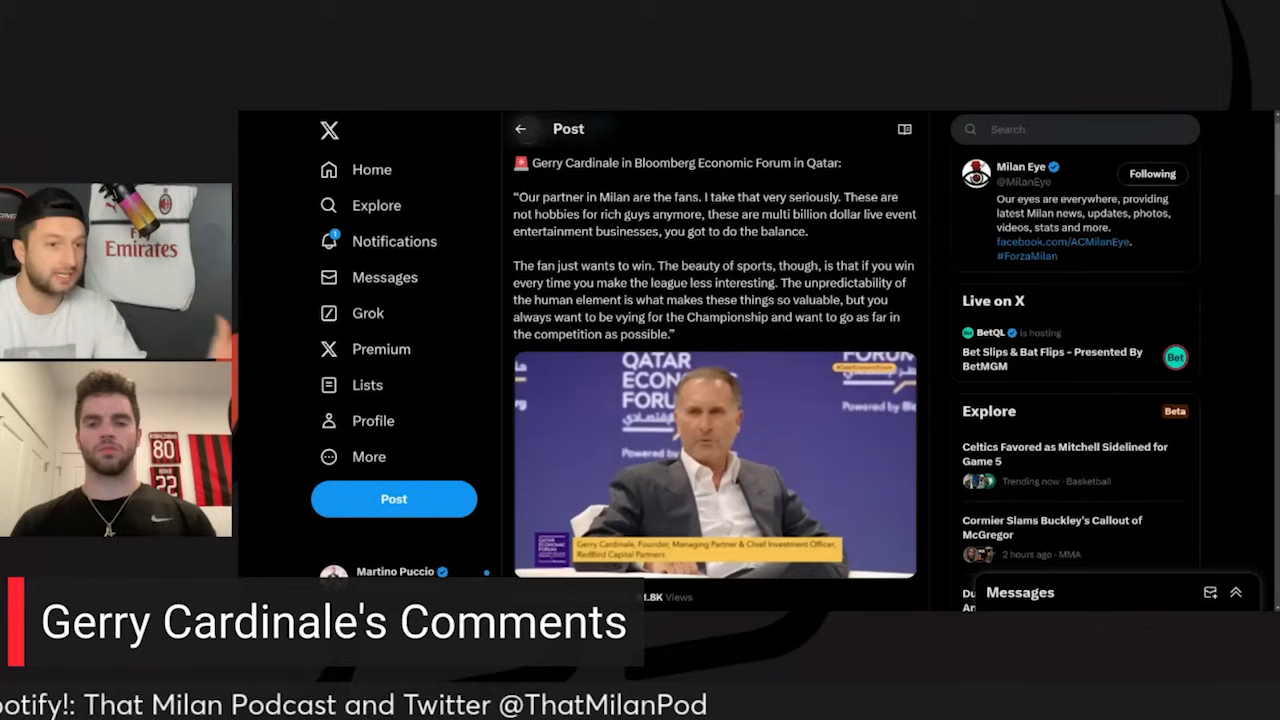 Emirates
80
22
Home
Explore
Notifications
1
Messages
Grok
Premium
Lists
Profile
More
Post
Martino Puccio
Post
🚨 Gerry Cardinale in Bloomberg Economic Forum in Qatar:
“Our partner in Milan are the fans. I take that very seriously. These are
not hobbies for rich guys anymore, these are multi billion dollar live event
entertainment businesses, you got to do the balance.
The fan just wants to win. The beauty of sports, though, is that if you win
every time you make the league less interesting. The unpredictability of
the human element is what makes these things so valuable, but you
always want to be vying for the Championship and want to go as far in
the competition as possible.”
QATAR
Powered by
Gerry Cardinale, Founder, Managing Partner & Chief Investment Officer,
RedBird Capital Partners
Views
Search
Milan Eye
@MilanEye
Following
Our eyes are everywhere, providing
latest Milan news, updates, photos,
videos, stats and more.
facebook.com/ACMilanEye.
#ForzaMilan
Live on X
BetQL is hosting
Bet Slips & Bat Flips - Presented By
BetMGM
Bet
Explore
Beta
Celtics Favored as Mitchell Sidelined for
Game 5
Trending now · Basketball
Cormier Slams Buckley's Callout of
McGregor
2 hours ago · MMA
Messages
Gerry Cardinale's Comments
potify!: That Milan Podcast and Twitter @ThatMilanPod